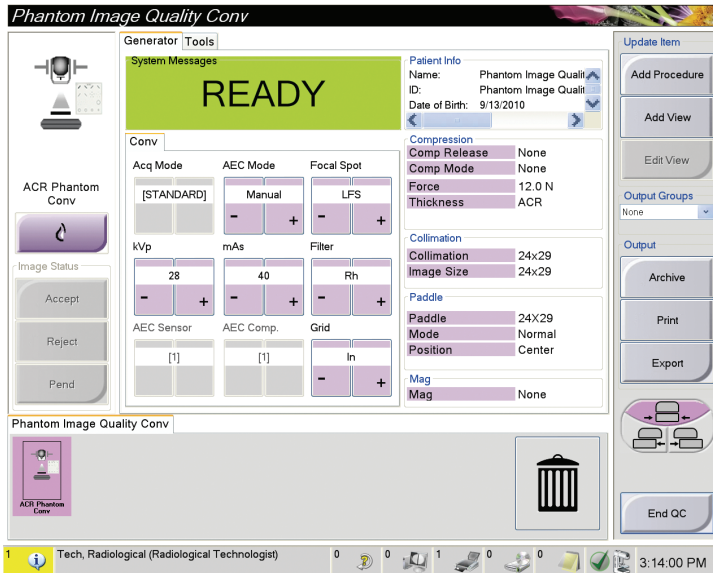 Phantom Image Quality Conv
Generator Tools
System Messages
READY
Patient Info
Name: Phantom Image Qualit
ID: Phantom Image Qualit
Date of Birth: 9/13/2010
Conv
Acq Mode AEC Mode Focal Spot
[STANDARD] Manual LFS
- + - +
kVp mAs Filter
28 40 Rh
- + - + - +
AEC Sensor AEC Comp. Grid
[1] [1] In
- +
Compression
Comp Release None
Comp Mode None
Force 12.0 N
Thickness ACR
Collimation
Collimation 24x29
Image Size 24x29
Paddle
Paddle 24X29
Mode Normal
Position Center
Mag
Mag None
ACR Phantom
Conv
Image Status
Accept
Reject
Pend
Update Item
Add Procedure
Add View
Edit View
Output Groups
None
Output
Archive
Print
Export
End QC
Phantom Image Quality Conv
ACR Phantom
Conv
1 Tech, Radiological (Radiological Technologist) 0 0 1 0 0 3:14:00 PM